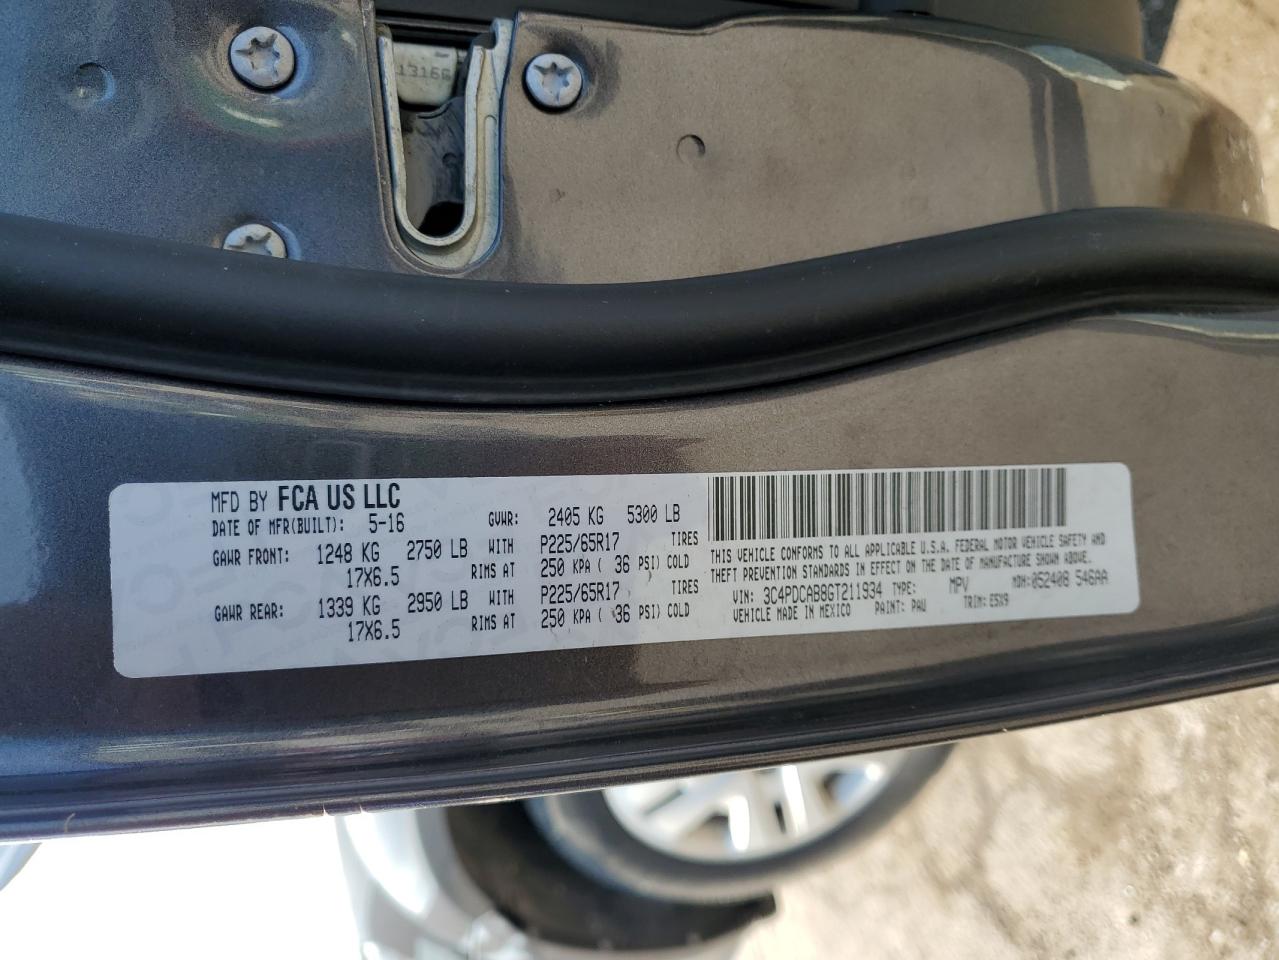 1316G
MFD BY FCA US LLC
DATE OF MFR(BUILT): 5-16 GVWR: 2405 KG 5300 LB
GAWR FRONT: 1248 KG 2750 LB WITH P225/65R17 TIRES
17X6.5 RIMS AT 250 KPA ( 36 PSI) COLD
GAWR REAR: 1339 KG 2950 LB WITH P225/65R17 TIRES
17X6.5 RIMS AT 250 KPA ( 36 PSI) COLD
THIS VEHICLE CONFORMS TO ALL APPLICABLE U.S.A. FEDERAL MOTOR VEHICLE SAFETY AND
THEFT PREVENTION STANDARDS IN EFFECT ON THE DATE OF MANUFACTURE SHOWN ABOVE.
VIN: 3C4PDCAB8GT211934 TYPE: MPV MDH: 052408 546AA
VEHICLE MADE IN MEXICO PAINT: PAU TRIM: E5X9